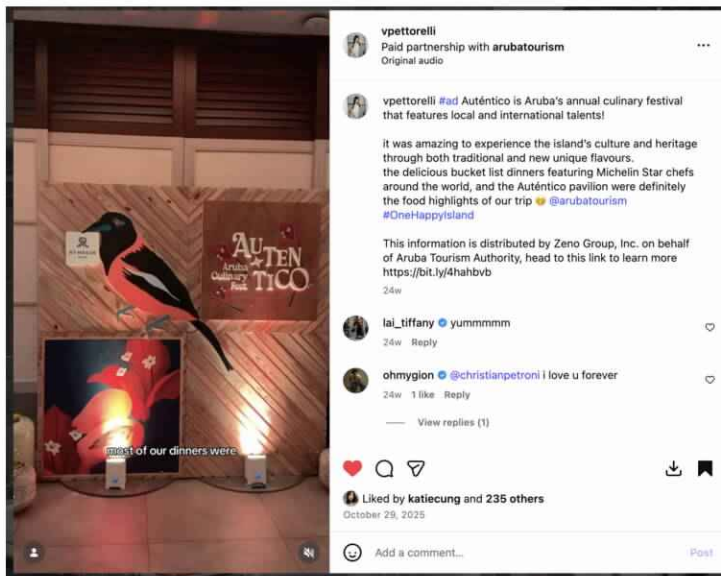 AUTEN
TICO
Aruba
Culinary
Fest
most of our dinners were
vpettorelli
Paid partnership with arubatourism
Original audio
vpettorelli #ad Auténtico is Aruba's annual culinary festival
that features local and international talents!
it was amazing to experience the island's culture and heritage
through both traditional and new unique flavours.
the delicious bucket list dinners featuring Michelin Star chefs
around the world, and the Auténtico pavilion were definitely
the food highlights of our trip 😋 @arubatourism
#OneHappyIsland
This information is distributed by Zeno Group, Inc. on behalf
of Aruba Tourism Authority, head to this link to learn more
https://bit.ly/4hahbvb
24w
lai_tiffany yummmmm
24w Reply
ohmygion @christianpetroni i love u forever
24w 1 like Reply
View replies (1)
Liked by katiecung and 235 others
October 29, 2025
Add a comment...
Post